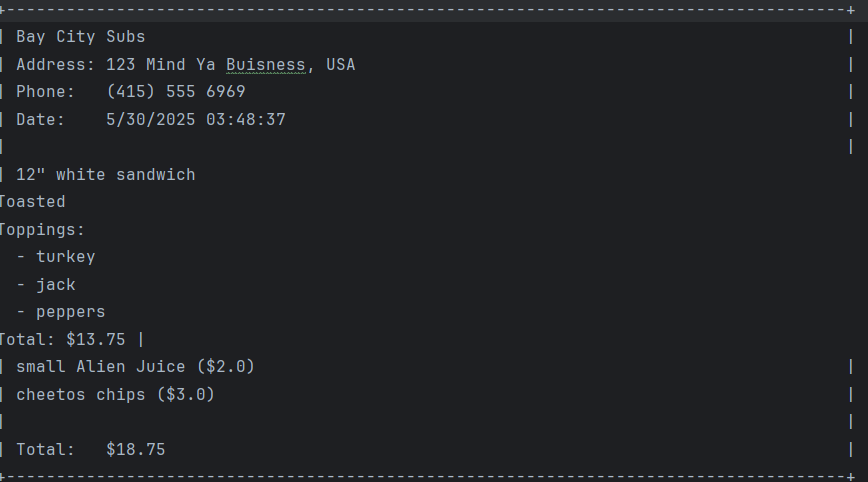 +------------------------------------------------------------------------------------+
| Bay City Subs |
| Address: 123 Mind Ya Buisness, USA |
| Phone:   (415) 555 6969 |
| Date:    5/30/2025 03:48:37 |
| |
| 12" white sandwich
Toasted
Toppings:
  - turkey
  - jack
  - peppers
Total: $13.75 |
| small Alien Juice ($2.0) |
| cheetos chips ($3.0) |
| |
| Total:   $18.75 |
+------------------------------------------------------------------------------------+